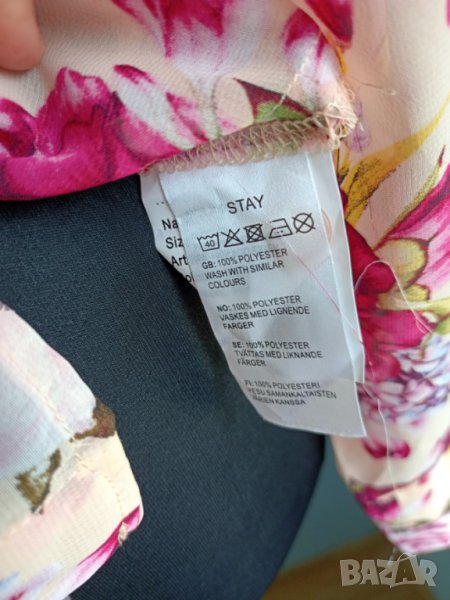 STAY
40
GB: 100% POLYESTER
WASH WITH SIMILAR
COLOURS
NO: 100% POLYESTER
VASKES MED LIGNENDE
FARGER
SE: 100% POLYESTER
TVÄTTAS MED LIKNANDE
FÄRGER
FI: 100% POLYESTERI
PESU SAMANKALTAISTEN
VÄRIEN KANSSA
Na
Siz
Art
BAZAR